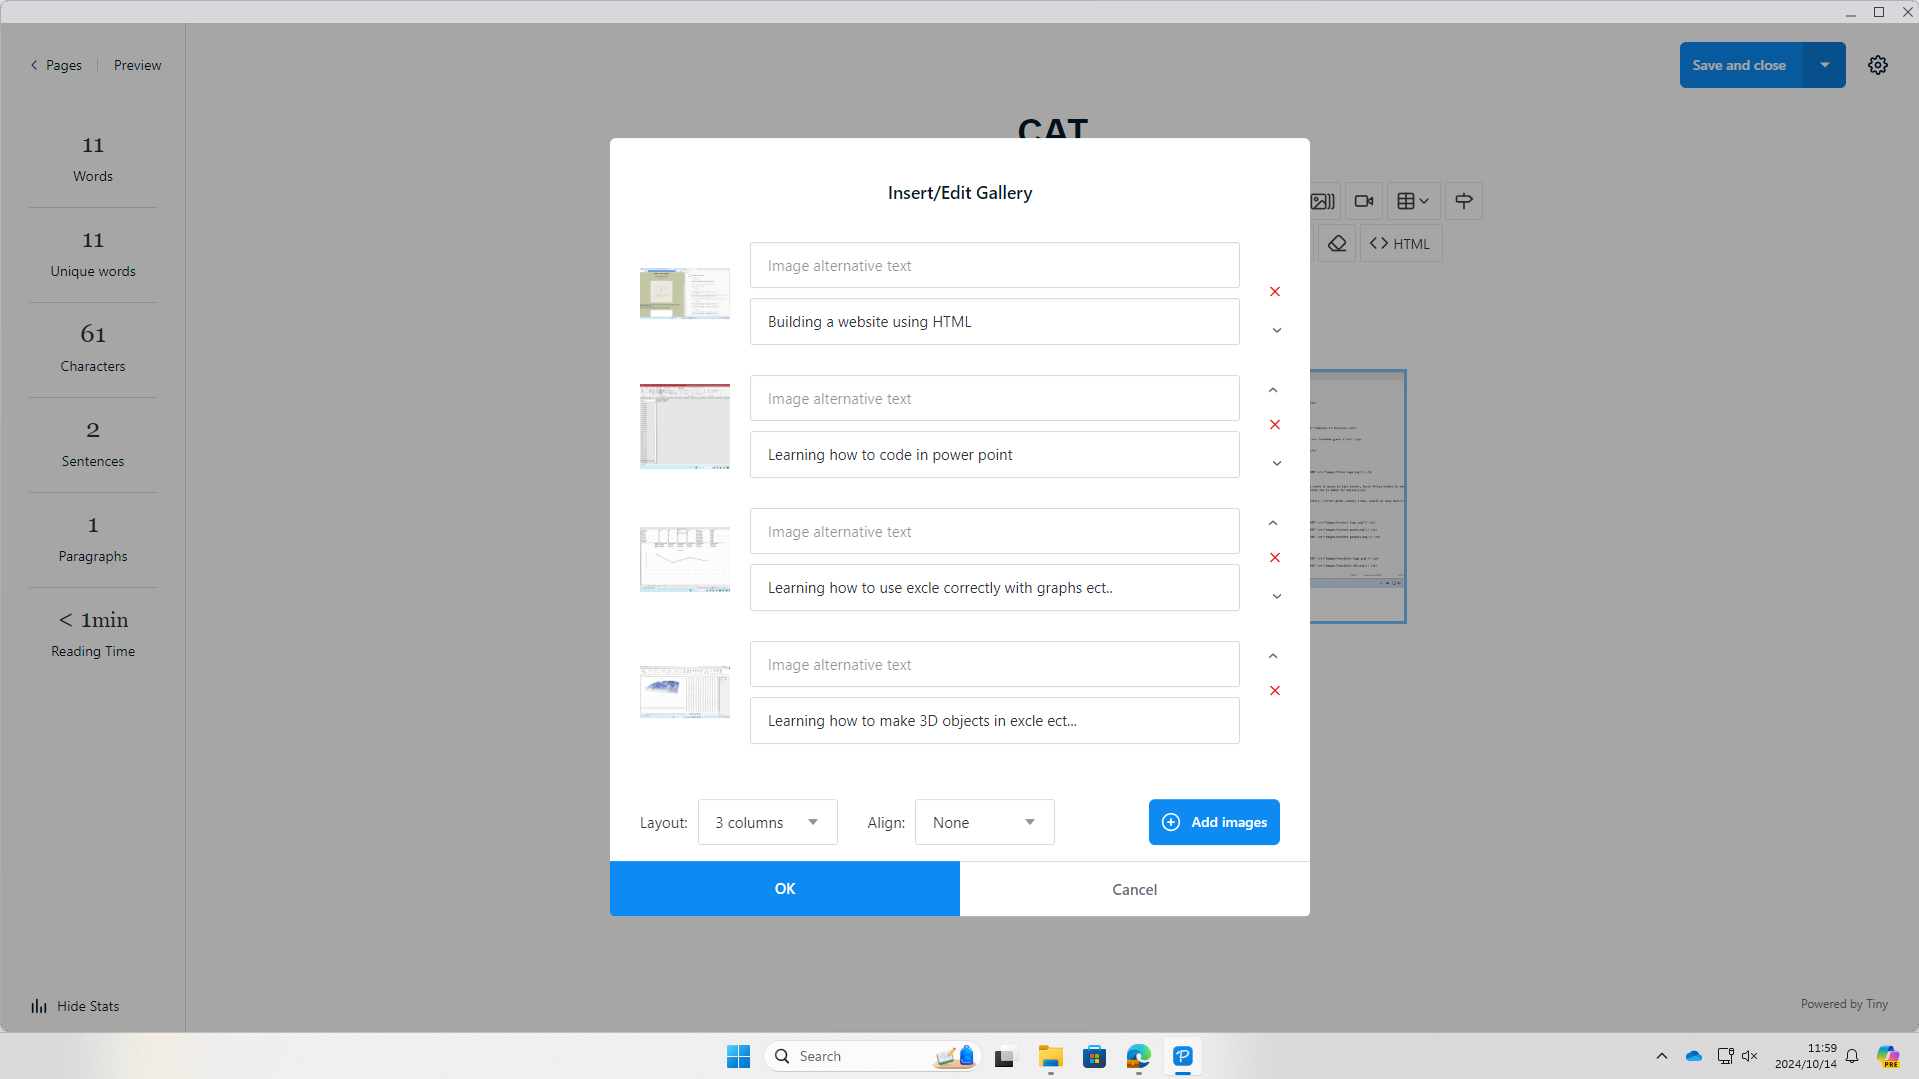 Pages
Preview
Save and close
11
Words
11
Unique words
61
Characters
2
Sentences
1
Paragraphs
< 1min
Reading Time
Hide Stats
CAT
HTML
Insert/Edit Gallery
Image alternative text
Building a website using HTML
Image alternative text
Learning how to code in power point
Image alternative text
Learning how to use excle correctly with graphs ect..
Image alternative text
Learning how to make 3D objects in excle ect...
Layout:
3 columns
Align:
None
Add images
OK
Cancel
Powered by Tiny
Search
11:59
2024/10/14
PRE